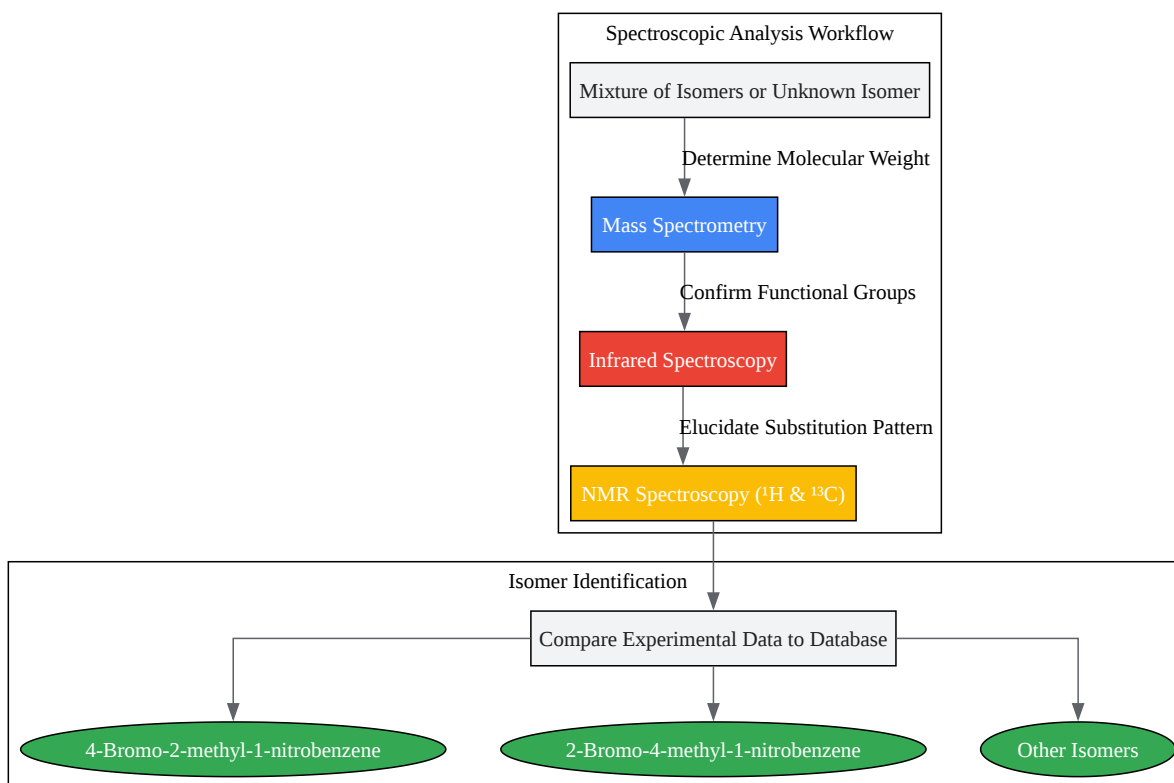 Spectroscopic Analysis Workflow
Mixture of Isomers or Unknown Isomer
Determine Molecular Weight
Mass Spectrometry
Confirm Functional Groups
Infrared Spectroscopy
Elucidate Substitution Pattern
NMR Spectroscopy (¹H & ¹³C)
Isomer Identification
Compare Experimental Data to Database
4-Bromo-2-methyl-1-nitrobenzene
2-Bromo-4-methyl-1-nitrobenzene
Other Isomers